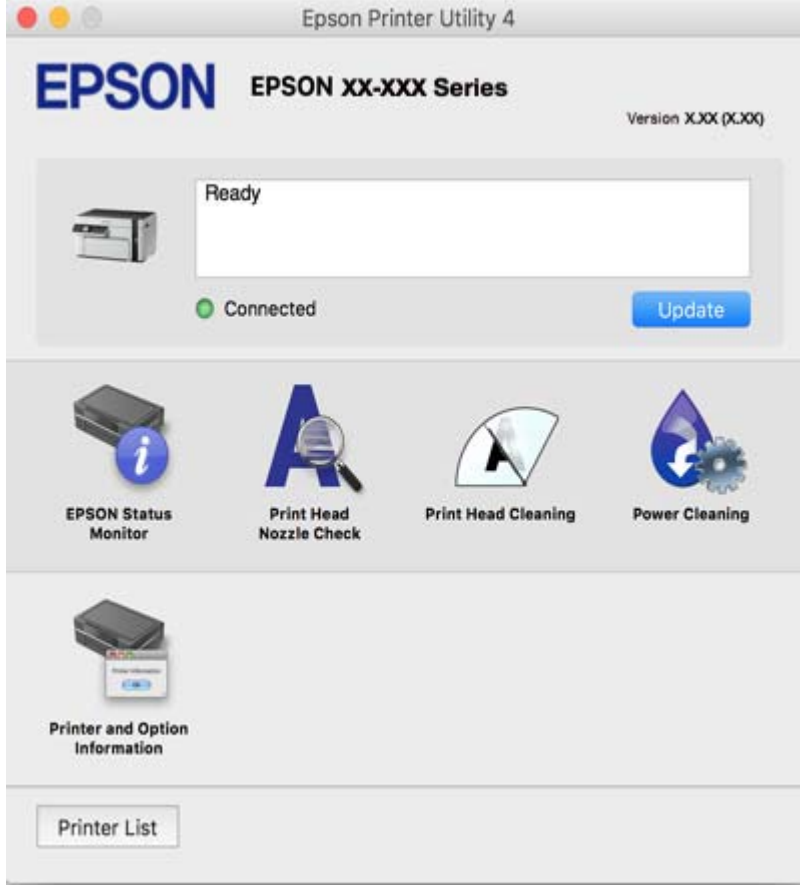 Epson Printer Utility 4
EPSON
EPSON XX-XXX Series
Version X.XX (X.XX)
Ready
Connected
Update
EPSON Status
Monitor
Print Head
Nozzle Check
Print Head Cleaning
Power Cleaning
Printer and Option
Information
Printer List